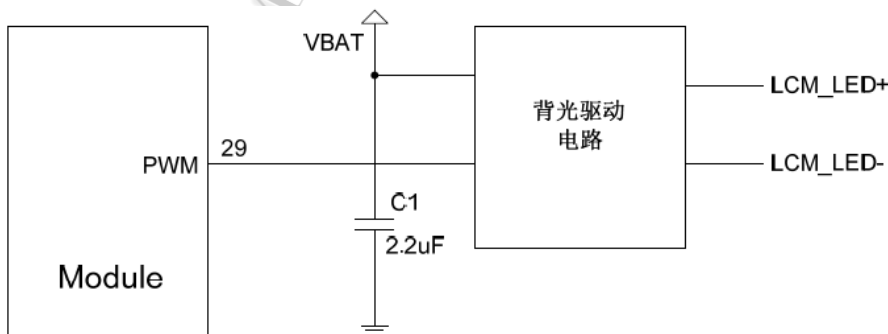 VBAT
背光驱动
电路
LCM_LED+
29
PWM
LCM_LED-
C1
2.2uF
Module